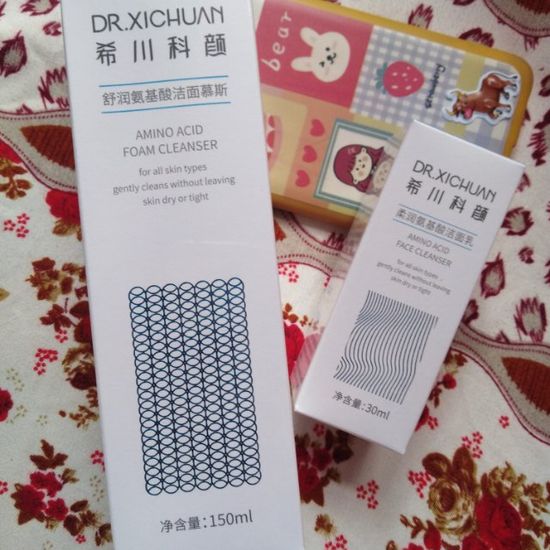 DR.XICHUAN
希川科颜
舒润氨基酸洁面慕斯
AMINO ACID
FOAM CLEANSER
for all skin types
gently cleans without leaving
skin dry or tight
净含量:150ml
bear
DR.XICHUAN
希川科颜
柔润氨基酸洁面乳
AMINO ACID
FACE CLEANSER
for all skin types
gently cleans without leaving
skin dry or tight
净含量:30ml